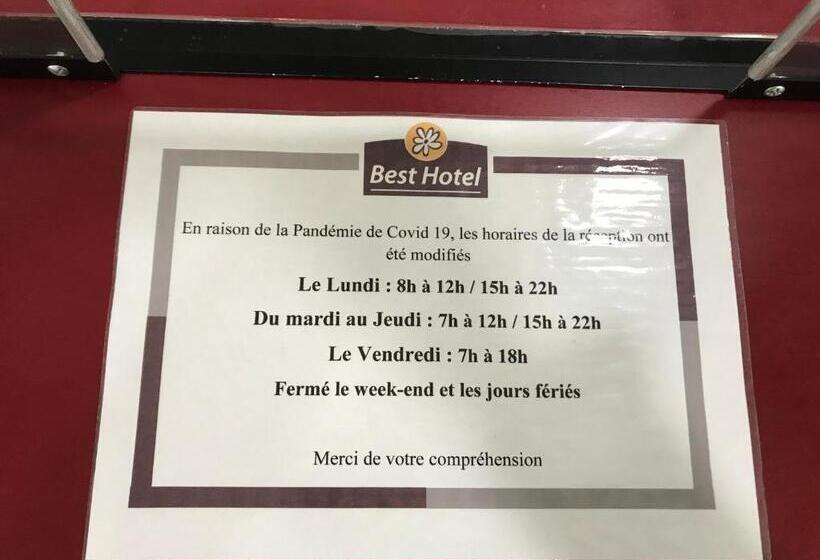 Best Hotel
En raison de la Pandémie de Covid 19, les horaires de la réception ont
été modifiés
Le Lundi : 8h à 12h / 15h à 22h
Du mardi au Jeudi : 7h à 12h / 15h à 22h
Le Vendredi : 7h à 18h
Fermé le week-end et les jours fériés
Merci de votre compréhension